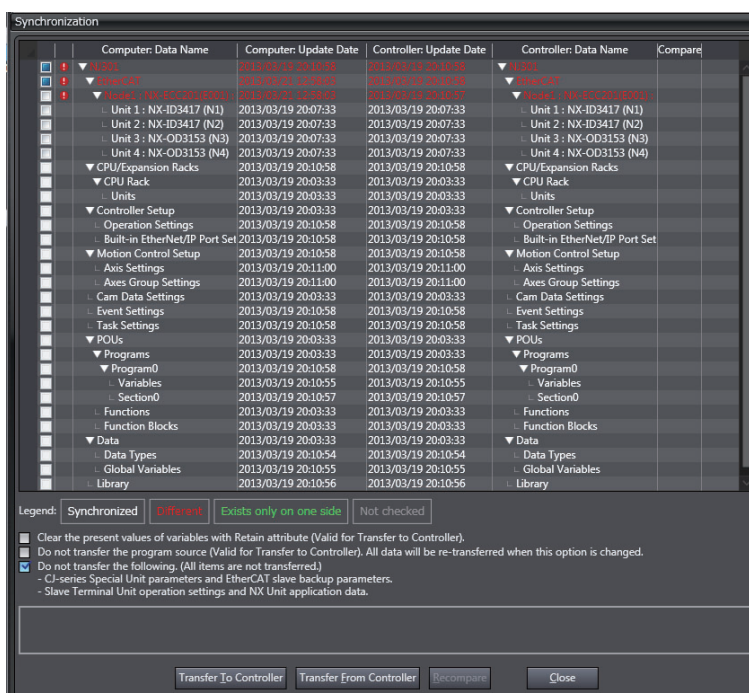 Synchronization
Computer: Data Name Computer: Update Date Controller: Update Date Controller: Data Name Compare
EtherCAT
Unit 1 : NX-ID3417 (N1) 2013/03/19 20:07:33 2013/03/19 20:07:33 Unit 1 : NX-ID3417 (N1)
Unit 2 : NX-ID3417 (N2) 2013/03/19 20:07:33 2013/03/19 20:07:33 Unit 2 : NX-ID3417 (N2)
Unit 3 : NX-OD3153 (N3) 2013/03/19 20:07:33 2013/03/19 20:07:33 Unit 3 : NX-OD3153 (N3)
Unit 4 : NX-OD3153 (N4) 2013/03/19 20:07:33 2013/03/19 20:07:33 Unit 4 : NX-OD3153 (N4)
▼ CPU/Expansion Racks 2013/03/19 20:10:58 2013/03/19 20:10:58 ▼ CPU/Expansion Racks
▼ CPU Rack 2013/03/19 20:03:33 2013/03/19 20:03:33 ▼ CPU Rack
Units 2013/03/19 20:03:33 2013/03/19 20:03:33 Units
▼ Controller Setup 2013/03/19 20:03:33 2013/03/19 20:03:33 ▼ Controller Setup
Operation Settings 2013/03/19 20:10:58 2013/03/19 20:10:58 Operation Settings
Built-in EtherNet/IP Port Set 2013/03/19 20:10:58 2013/03/19 20:10:58 Built-in EtherNet/IP Port Set
▼ Motion Control Setup 2013/03/19 20:10:58 2013/03/19 20:10:58 ▼ Motion Control Setup
Axis Settings 2013/03/19 20:11:00 2013/03/19 20:11:00 Axis Settings
Axes Group Settings 2013/03/19 20:11:00 2013/03/19 20:11:00 Axes Group Settings
Cam Data Settings 2013/03/19 20:03:33 2013/03/19 20:03:33 Cam Data Settings
Event Settings 2013/03/19 20:10:58 2013/03/19 20:10:58 Event Settings
Task Settings 2013/03/19 20:10:58 2013/03/19 20:10:58 Task Settings
▼ POUs 2013/03/19 20:03:33 2013/03/19 20:03:33 ▼ POUs
▼ Programs 2013/03/19 20:03:33 2013/03/19 20:03:33 ▼ Programs
▼ Program0 2013/03/19 20:10:58 2013/03/19 20:10:58 ▼ Program0
Variables 2013/03/19 20:10:55 2013/03/19 20:10:55 Variables
Section0 2013/03/19 20:10:57 2013/03/19 20:10:57 Section0
Functions 2013/03/19 20:03:33 2013/03/19 20:03:33 Functions
Function Blocks 2013/03/19 20:03:33 2013/03/19 20:03:33 Function Blocks
▼ Data 2013/03/19 20:03:33 2013/03/19 20:03:33 ▼ Data
Data Types 2013/03/19 20:10:54 2013/03/19 20:10:54 Data Types
Global Variables 2013/03/19 20:10:55 2013/03/19 20:10:55 Global Variables
Library 2013/03/19 20:10:56 2013/03/19 20:10:56 Library
Legend: Synchronized Different Exists only on one side Not checked
Clear the present values of variables with Retain attribute (Valid for Transfer to Controller).
Do not transfer the program source (Valid for Transfer to Controller). All data will be re-transferred when this option is changed.
Do not transfer the following. (All items are not transferred.)
- CJ-series Special Unit parameters and EtherCAT slave backup parameters.
- Slave Terminal Unit operation settings and NX Unit application data.
Transfer To Controller Transfer From Controller Recompare Close